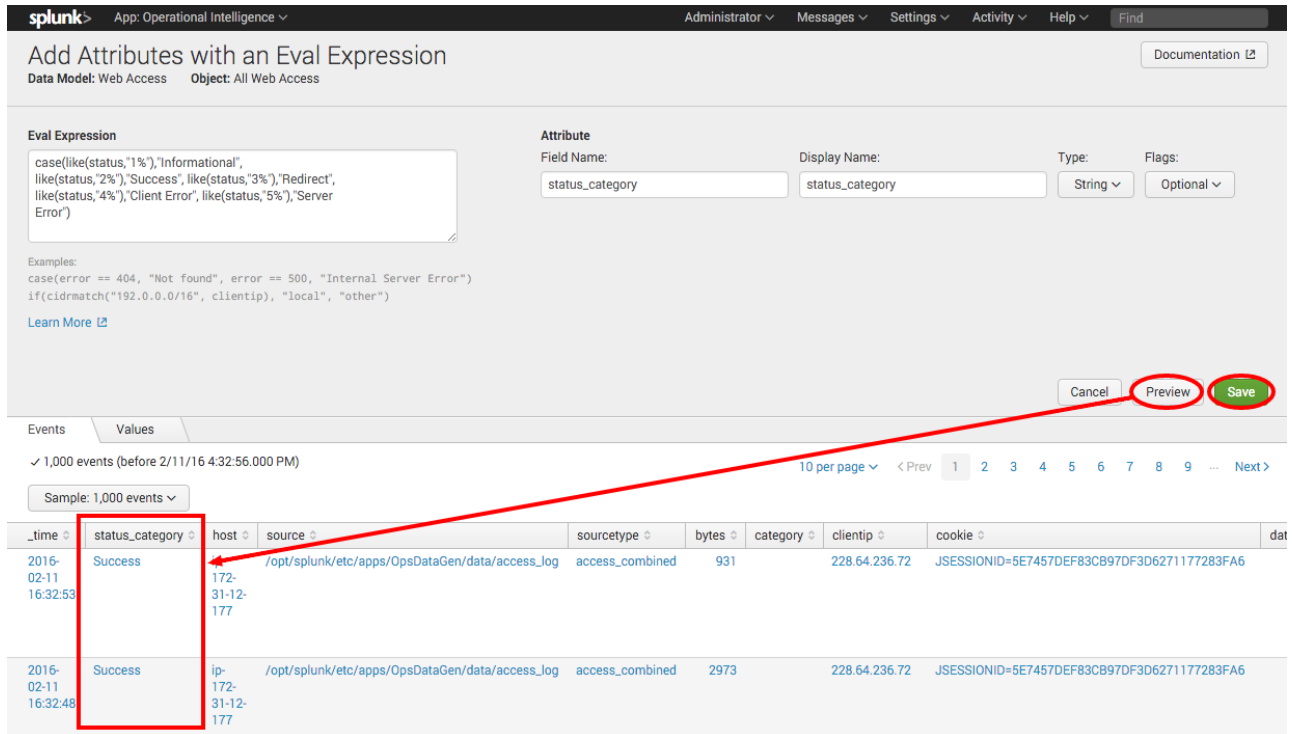 splunk> App: Operational Intelligence Administrator Messages Settings Activity Help Find
Add Attributes with an Eval Expression
Documentation
Data Model: Web Access Object: All Web Access
Eval Expression
case(like(status,"1%"),"Informational",
like(status,"2%"),"Success", like(status,"3%"),"Redirect",
like(status,"4%"),"Client Error", like(status,"5%"),"Server
Error")
Attribute
Field Name: Display Name: Type: Flags:
status_category status_category String Optional
Examples:
case(error == 404, "Not found", error == 500, "Internal Server Error")
if(cidrmatch("192.0.0.0/16", clientip), "local", "other")
Learn More
Cancel Preview Save
Events Values
✓ 1,000 events (before 2/11/16 4:32:56.000 PM)
10 per page < Prev 1 2 3 4 5 6 7 8 9 ... Next >
Sample: 1,000 events
_time status_category host source sourcetype bytes category clientip cookie dat
2016- Success /opt/splunk/etc/apps/OpsDataGen/data/access_log access_combined 931 228.64.236.72 JSESSIONID=5E7457DEF83CB97DF3D6271177283FA6
02-11 172-
16:32:53 31-12-
177
2016- Success ip- /opt/splunk/etc/apps/OpsDataGen/data/access_log access_combined 2973 228.64.236.72 JSESSIONID=5E7457DEF83CB97DF3D6271177283FA6
02-11 172-
16:32:48 31-12-
177